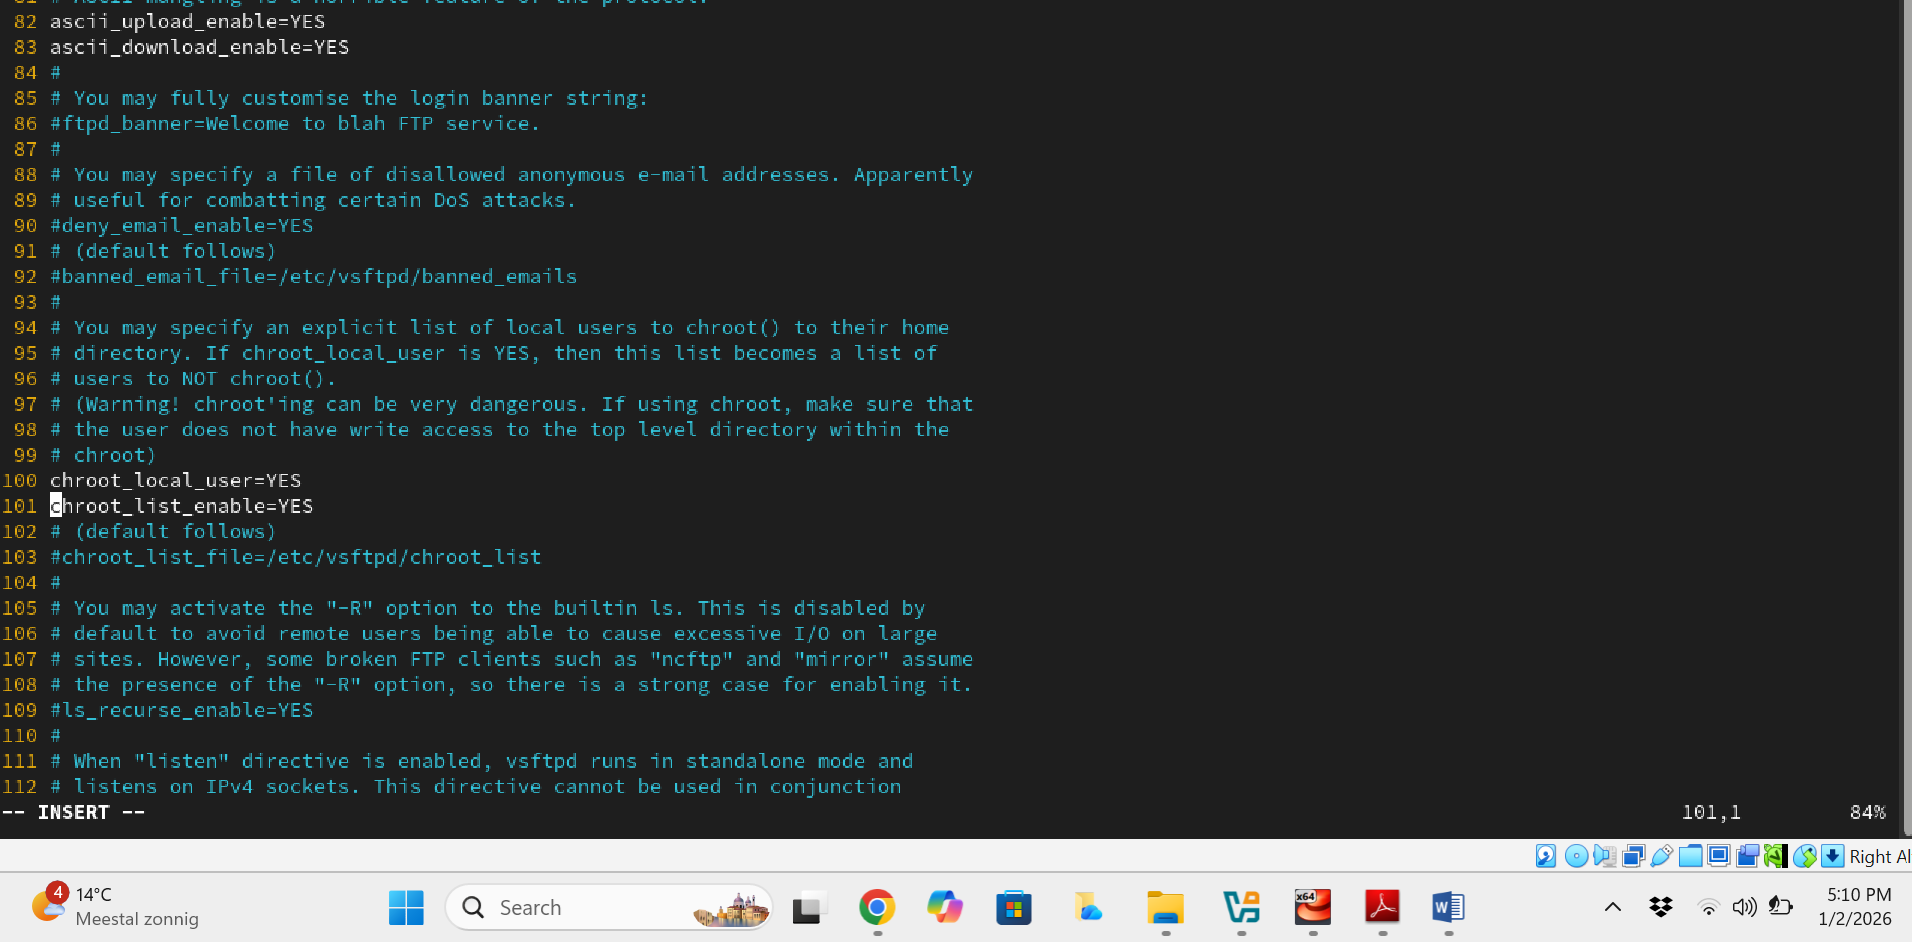 81 # ASCII mangling is a horrible feature of the protocol.
82 ascii_upload_enable=YES
83 ascii_download_enable=YES
84 #
85 # You may fully customise the login banner string:
86 #ftpd_banner=Welcome to blah FTP service.
87 #
88 # You may specify a file of disallowed anonymous e-mail addresses. Apparently
89 # useful for combatting certain DoS attacks.
90 #deny_email_enable=YES
91 # (default follows)
92 #banned_email_file=/etc/vsftpd/banned_emails
93 #
94 # You may specify an explicit list of local users to chroot() to their home
95 # directory. If chroot_local_user is YES, then this list becomes a list of
96 # users to NOT chroot().
97 # (Warning! chroot'ing can be very dangerous. If using chroot, make sure that
98 # the user does not have write access to the top level directory within the
99 # chroot)
100 chroot_local_user=YES
101 chroot_list_enable=YES
102 # (default follows)
103 #chroot_list_file=/etc/vsftpd/chroot_list
104 #
105 # You may activate the "-R" option to the builtin ls. This is disabled by
106 # default to avoid remote users being able to cause excessive I/O on large
107 # sites. However, some broken FTP clients such as "ncftp" and "mirror" assume
108 # the presence of the "-R" option, so there is a strong case for enabling it.
109 #ls_recurse_enable=YES
110 #
111 # When "listen" directive is enabled, vsftpd runs in standalone mode and
112 # listens on IPv4 sockets. This directive cannot be used in conjunction
-- INSERT -- 101,1 84%
Right Al
4 14°C
Meestal zonnig
Search
x64
W
5:10 PM
1/2/2026